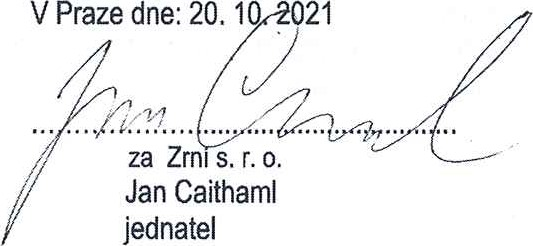 V Praze dne: 20. 10. 2021
za Zrní s. r. o.
Jan Caithaml
jednatel